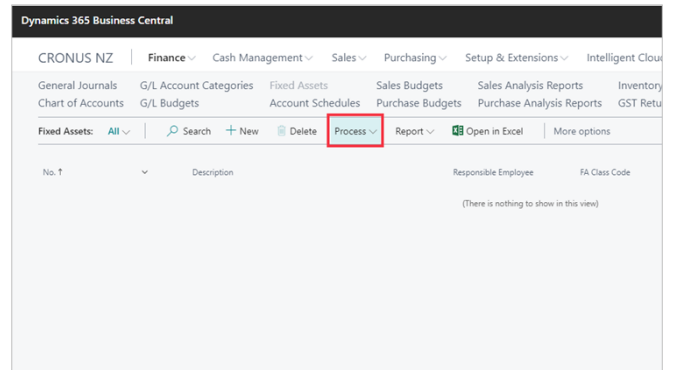 Dynamics 365 Business Central
CRONUS NZ Finance Cash Management Sales Purchasing Setup & Extensions Intelligent Clou
General Journals G/L Account Categories Fixed Assets Sales Budgets Sales Analysis Reports Inventory
Chart of Accounts G/L Budgets Account Schedules Purchase Budgets Purchase Analysis Reports GST Retu
Fixed Assets: All Search New Delete Process Report Open in Excel More options
No. ↑ Description Responsible Employee FA Class Code
(There is nothing to show in this view)